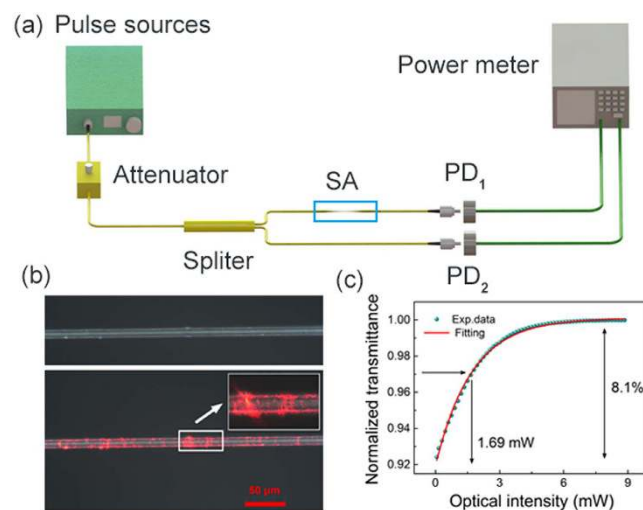 (a) Pulse sources
Power meter
Attenuator
SA
PD1
Spliter
PD2
(b)
50 μm
(c)
Normalized transmittance
1.00
0.98
0.96
0.94
0.92
Exp.data
Fitting
8.1%
1.69 mW
0 3 6 9
Optical intensity (mW)